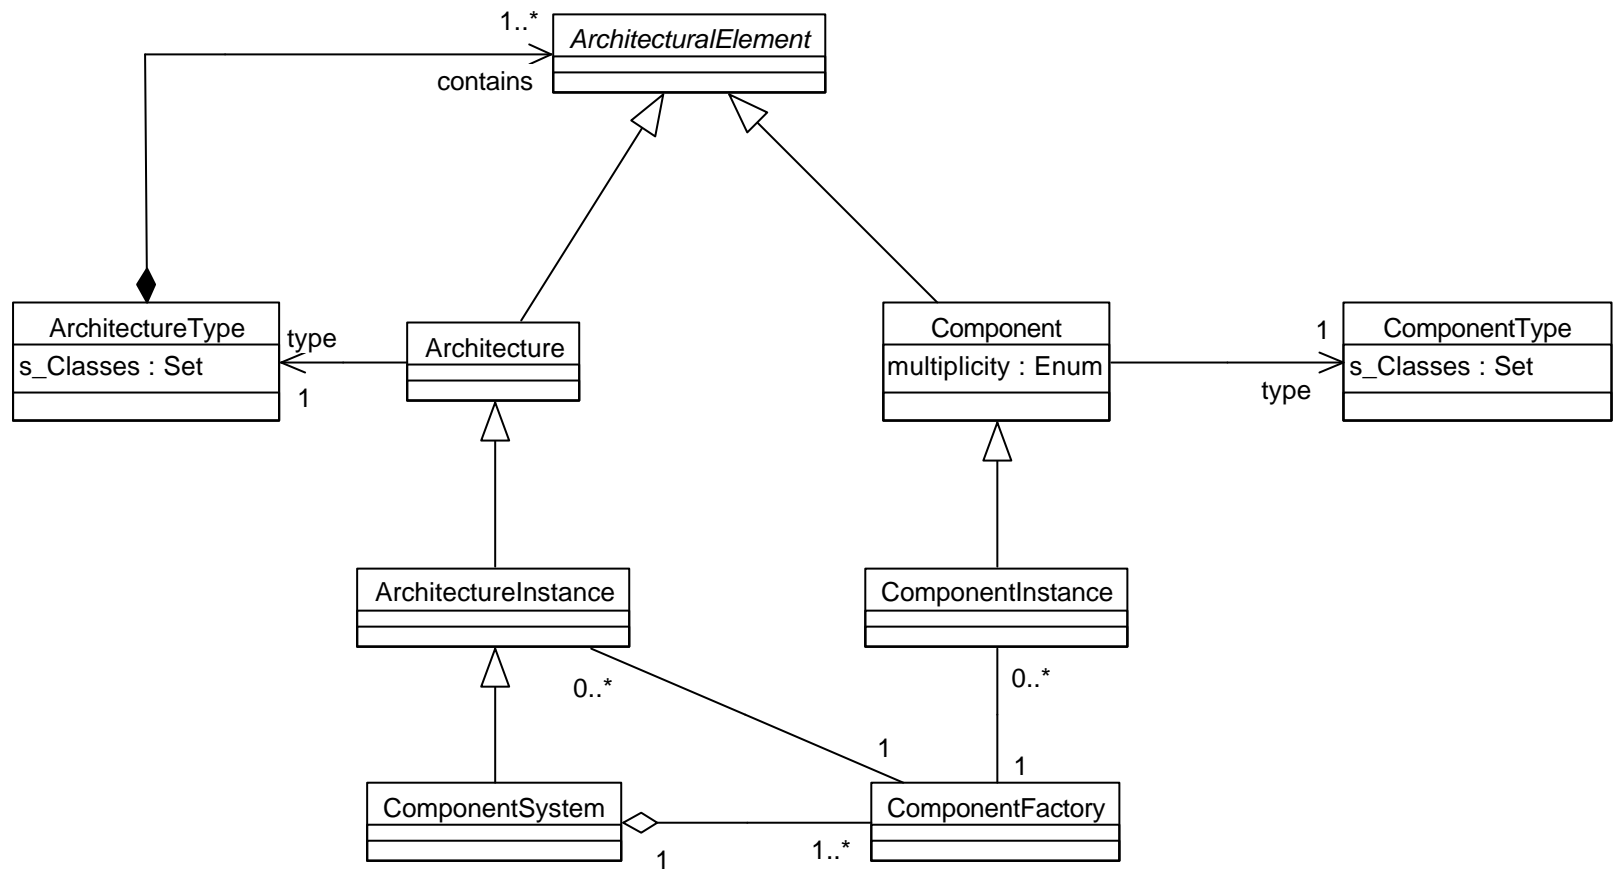 1..*
ArchitecturalElement
contains
ArchitectureType
s_Classes : Set
type
1
Architecture
Component
multiplicity : Enum
1
type
ComponentType
s_Classes : Set
ArchitectureInstance
ComponentInstance
0..*
0..*
1
1
ComponentSystem
ComponentFactory
1
1..*